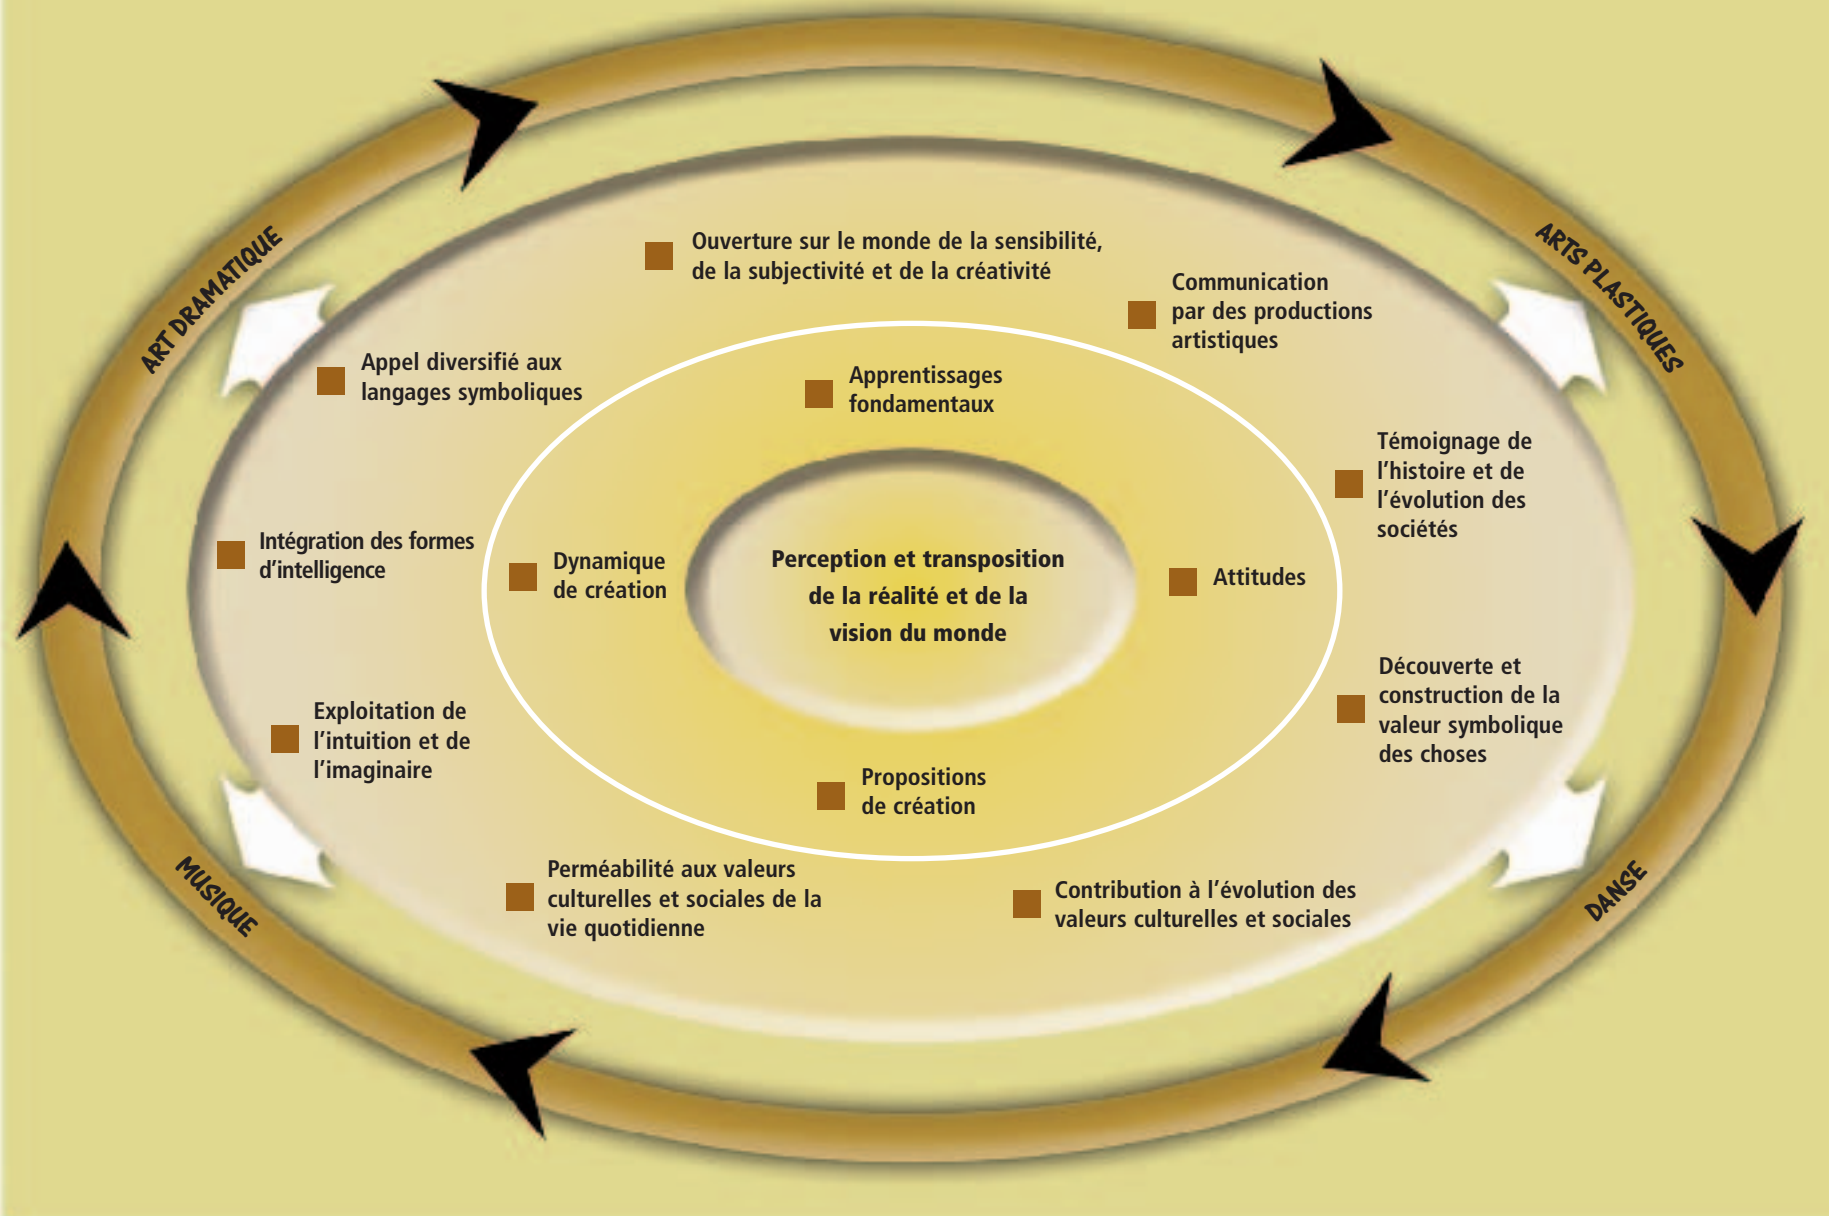 ART DRAMATIQUE
ARTS PLASTIQUES
Ouverture sur le monde de la sensibilité,
de la subjectivité et de la créativité
Communication
par des productions
artistiques
Appel diversifié aux
langages symboliques
Apprentissages
fondamentaux
Témoignage de
l'histoire et de
l'évolution des
sociétés
Intégration des formes
d'intelligence
Dynamique
de création
Perception et transposition
de la réalité et de la
vision du monde
Attitudes
Découverte et
construction de la
valeur symbolique
des choses
Exploitation de
l'intuition et de
l'imaginaire
Propositions
de création
Perméabilité aux valeurs
culturelles et sociales de la
vie quotidienne
Contribution à l'évolution des
valeurs culturelles et sociales
MUSIQUE
DANSE